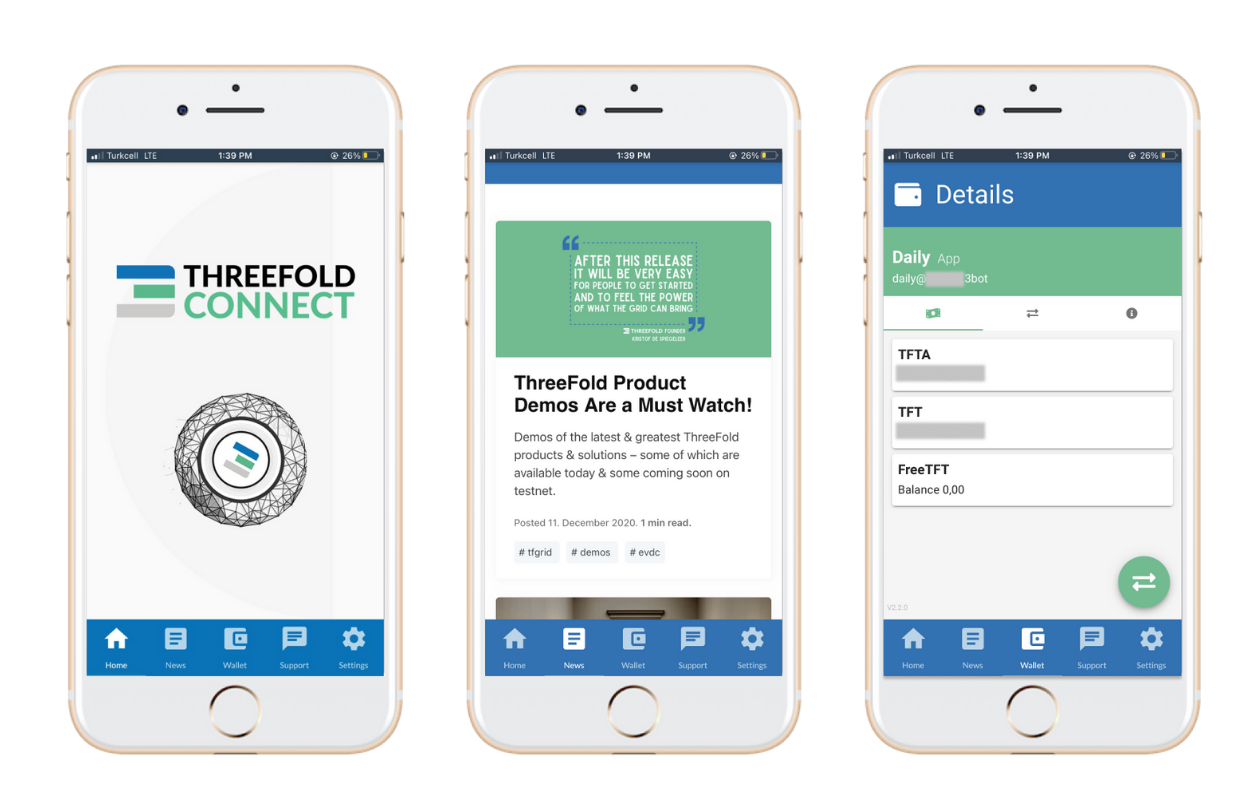 Turkcell LTE 1:39 PM 26%
THREEFOLD
CONNECT
Home News Wallet Support Settings
Turkcell LTE 1:39 PM 26%
“
AFTER THIS RELEASE
IT WILL BE VERY EASY
FOR PEOPLE TO GET STARTED
AND TO FEEL THE POWER
OF WHAT THE GRID CAN BRING
”
THREEFOLD FOUNDER
KRISTOF DE SPIEGELEER
ThreeFold Product
Demos Are a Must Watch!
Demos of the latest & greatest ThreeFold
products & solutions – some of which are
available today & some coming soon on
testnet.
Posted 11. December 2020. 1 min read.
# tfgrid # demos # evdc
Home News Wallet Support Settings
Turkcell LTE 1:39 PM 26%
Details
Daily App
daily@ 3bot
TFTA
TFT
FreeTFT
Balance 0,00
V2.2.0
Home News Wallet Support Settings